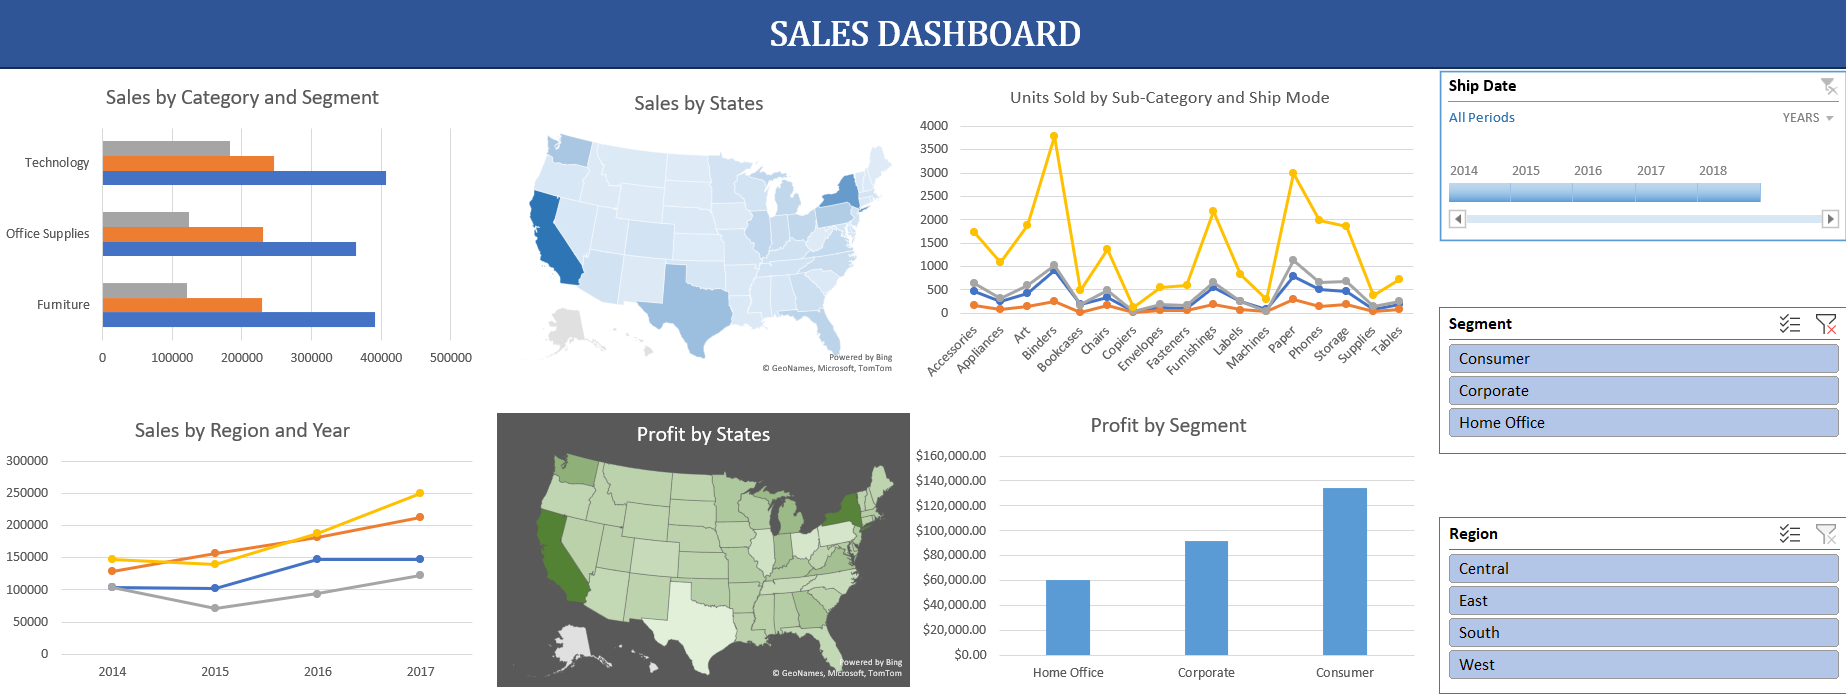 SALES DASHBOARD
Sales by Category and Segment
Technology
Office Supplies
Furniture
0 100000 200000 300000 400000 500000
Sales by States
Powered by Bing
© GeoNames, Microsoft, TomTom
Units Sold by Sub-Category and Ship Mode
4000
3500
3000
2500
2000
1500
1000
500
0
Accessories
Appliances
Art
Binders
Bookcase
Chairs
Copiers
Envelopes
Fasteners
Furnishings
Labels
Machines
Paper
Phones
Storage
Supplies
Tables
Ship Date
All Periods YEARS
2014 2015 2016 2017 2018
Segment
Consumer
Corporate
Home Office
Sales by Region and Year
300000
250000
200000
150000
100000
50000
0
2014 2015 2016 2017
Profit by States
Powered by Bing
© GeoNames, Microsoft, TomTom
Profit by Segment
$160,000.00
$140,000.00
$120,000.00
$100,000.00
$80,000.00
$60,000.00
$40,000.00
$20,000.00
$0.00
Home Office Corporate Consumer
Region
Central
East
South
West